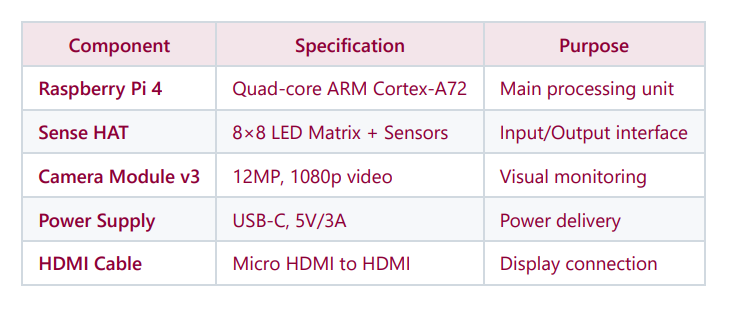 Component Specification Purpose
Raspberry Pi 4 Quad-core ARM Cortex-A72 Main processing unit
Sense HAT 8×8 LED Matrix + Sensors Input/Output interface
Camera Module v3 12MP, 1080p video Visual monitoring
Power Supply USB-C, 5V/3A Power delivery
HDMI Cable Micro HDMI to HDMI Display connection